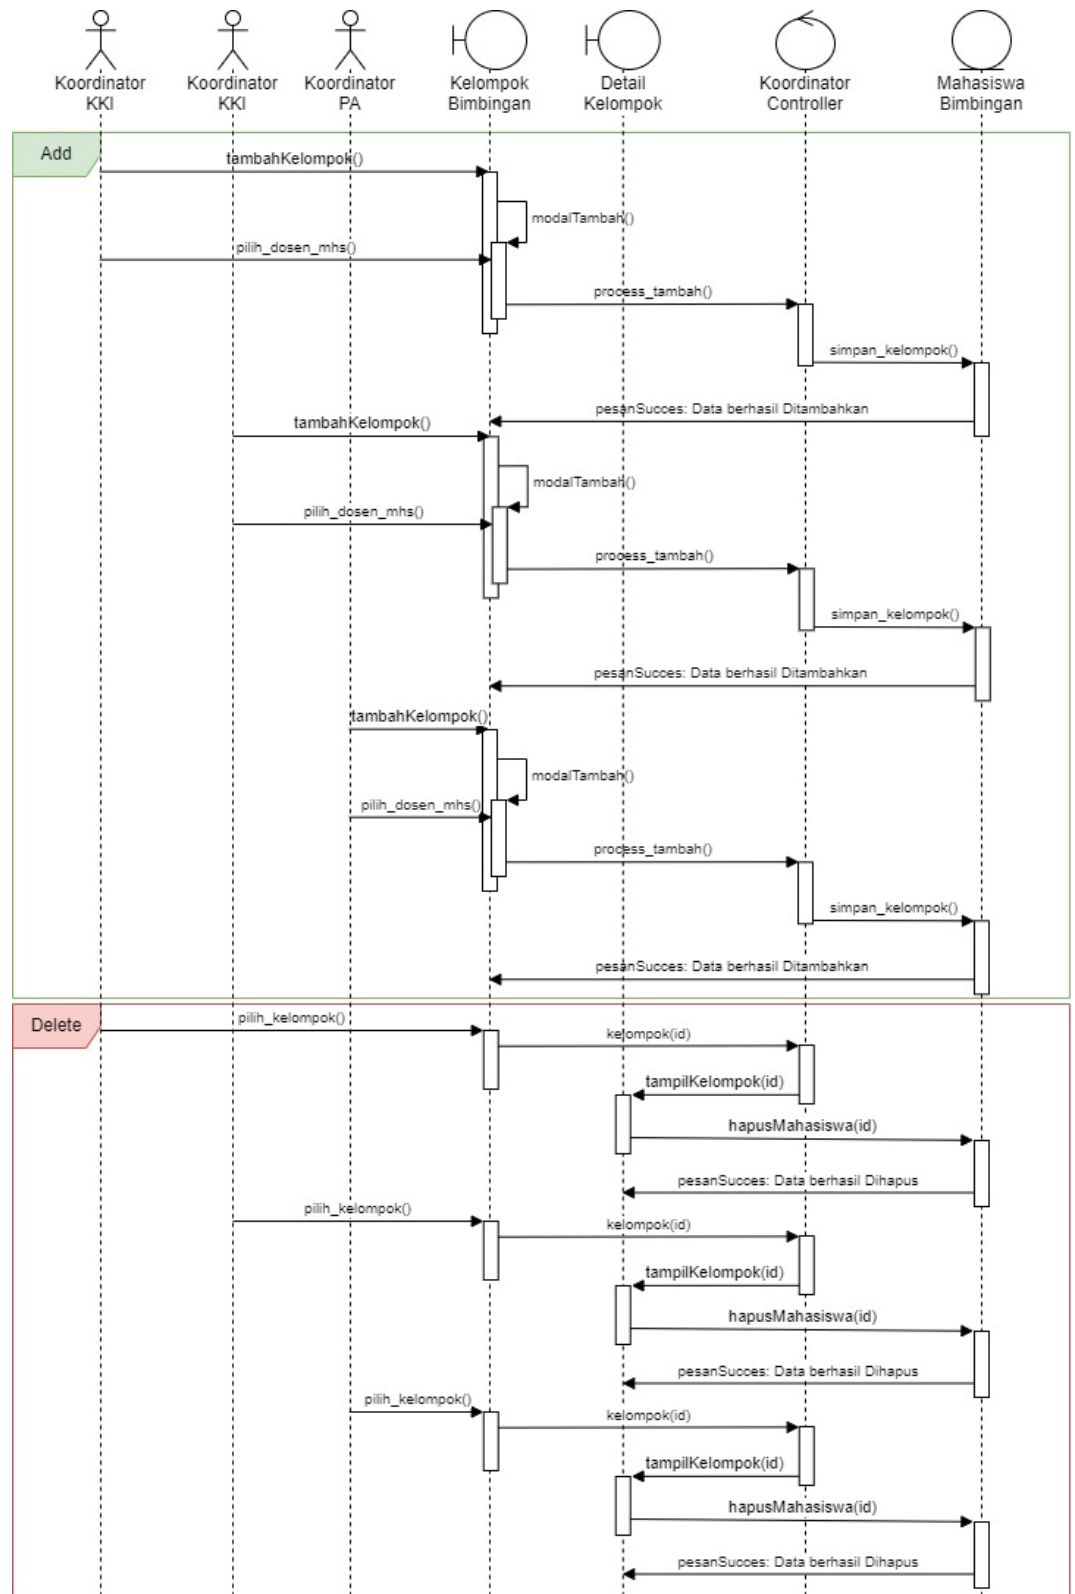 Koordinator
KKI
Koordinator
KKI
Koordinator
PA
Kelompok
Bimbingan
Detail
Kelompok
Koordinator
Controller
Mahasiswa
Bimbingan
Add
tambahKelompok()
modalTambah()
pilih_dosen_mhs()
process_tambah()
simpan_kelompok()
pesanSucces: Data berhasil Ditambahkan
tambahKelompok()
modalTambah()
pilih_dosen_mhs()
process_tambah()
simpan_kelompok()
pesanSucces: Data berhasil Ditambahkan
tambahKelompok()
modalTambah()
pilih_dosen_mhs()
process_tambah()
simpan_kelompok()
pesanSucces: Data berhasil Ditambahkan
Delete
pilih_kelompok()
kelompok(id)
tampilKelompok(id)
hapusMahasiswa(id)
pesanSucces: Data berhasil Dihapus
pilih_kelompok()
kelompok(id)
tampilKelompok(id)
hapusMahasiswa(id)
pesanSucces: Data berhasil Dihapus
pilih_kelompok()
kelompok(id)
tampilKelompok(id)
hapusMahasiswa(id)
pesanSucces: Data berhasil Dihapus